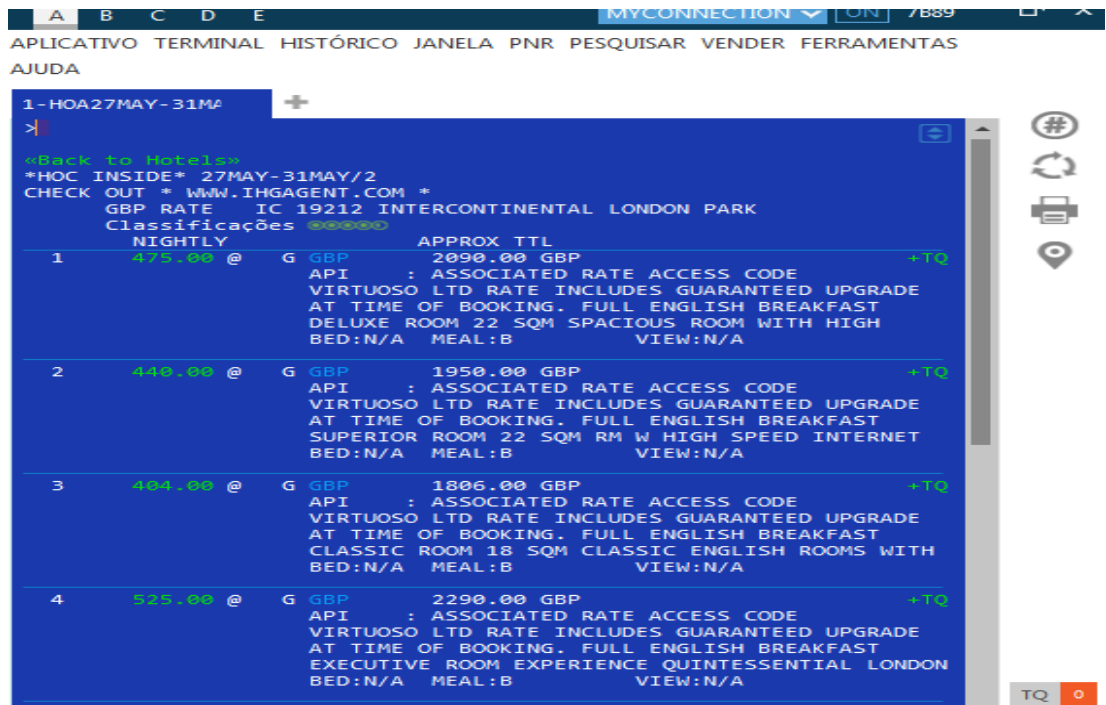 A B C D E MYCONNECTION ON 7B89
APLICATIVO TERMINAL HISTÓRICO JANELA PNR PESQUISAR VENDER FERRAMENTAS
AJUDA
1-HOA27MAY-31MA
>
«Back to Hotels»
*HOC INSIDE* 27MAY-31MAY/2
CHECK OUT * WWW.IHGAGENT.COM *
GBP RATE IC 19212 INTERCONTINENTAL LONDON PARK
Classificações
NIGHTLY APPROX TTL
1 475.00 @ G GBP 2090.00 GBP +TQ
API : ASSOCIATED RATE ACCESS CODE
VIRTUOSO LTD RATE INCLUDES GUARANTEED UPGRADE
AT TIME OF BOOKING. FULL ENGLISH BREAKFAST
DELUXE ROOM 22 SQM SPACIOUS ROOM WITH HIGH
BED:N/A MEAL:B VIEW:N/A
2 440.00 @ G GBP 1950.00 GBP +TQ
API : ASSOCIATED RATE ACCESS CODE
VIRTUOSO LTD RATE INCLUDES GUARANTEED UPGRADE
AT TIME OF BOOKING. FULL ENGLISH BREAKFAST
SUPERIOR ROOM 22 SQM RM W HIGH SPEED INTERNET
BED:N/A MEAL:B VIEW:N/A
3 404.00 @ G GBP 1806.00 GBP +TQ
API : ASSOCIATED RATE ACCESS CODE
VIRTUOSO LTD RATE INCLUDES GUARANTEED UPGRADE
AT TIME OF BOOKING. FULL ENGLISH BREAKFAST
CLASSIC ROOM 18 SQM CLASSIC ENGLISH ROOMS WITH
BED:N/A MEAL:B VIEW:N/A
4 525.00 @ G GBP 2290.00 GBP +TQ
API : ASSOCIATED RATE ACCESS CODE
VIRTUOSO LTD RATE INCLUDES GUARANTEED UPGRADE
AT TIME OF BOOKING. FULL ENGLISH BREAKFAST
EXECUTIVE ROOM EXPERIENCE QUINTESSENTIAL LONDON
BED:N/A MEAL:B VIEW:N/A
TQ 0